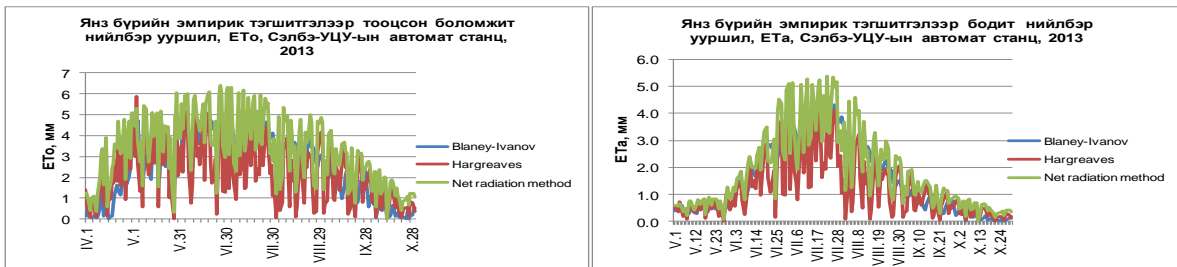 Янз бүрийн эмпирик тэгшитгэлээр тооцсон боломжит
нийлбэр ууршил, ETo, Сэлбэ-УЦУ-ын автомат станц,
2013
7
6
5
4
3
2
1
0
ETo, мм
IV.1
V.1
V.31
VI.30
VII.30
VIII.29
IX.28
X.28
Blaney-Ivanov
Hargreaves
Net radiation method
Янз бүрийн эмпирик тэгшитгэлээр бодит нийлбэр
ууршил, ETa, Сэлбэ-УЦУ-ын автомат станц, 2013
6.0
5.0
4.0
3.0
2.0
1.0
0.0
ETa, мм
V.1
V.12
V.23
VI.3
VI.14
VI.25
VII.6
VII.17
VII.28
VIII.8
VIII.19
VIII.30
IX.10
IX.21
X.2
X.13
X.24
Blaney-Ivanov
Hargreaves
Net radiation method